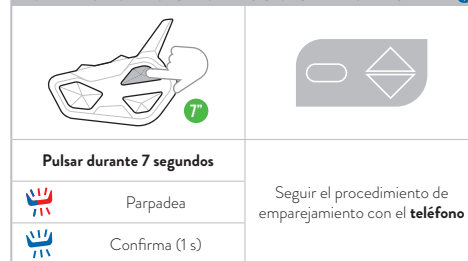 7"
Pulsar durante 7 segundos
Parpadea
Confirma (1 s)
Seguir el procedimiento de
emparejamiento con el teléfono